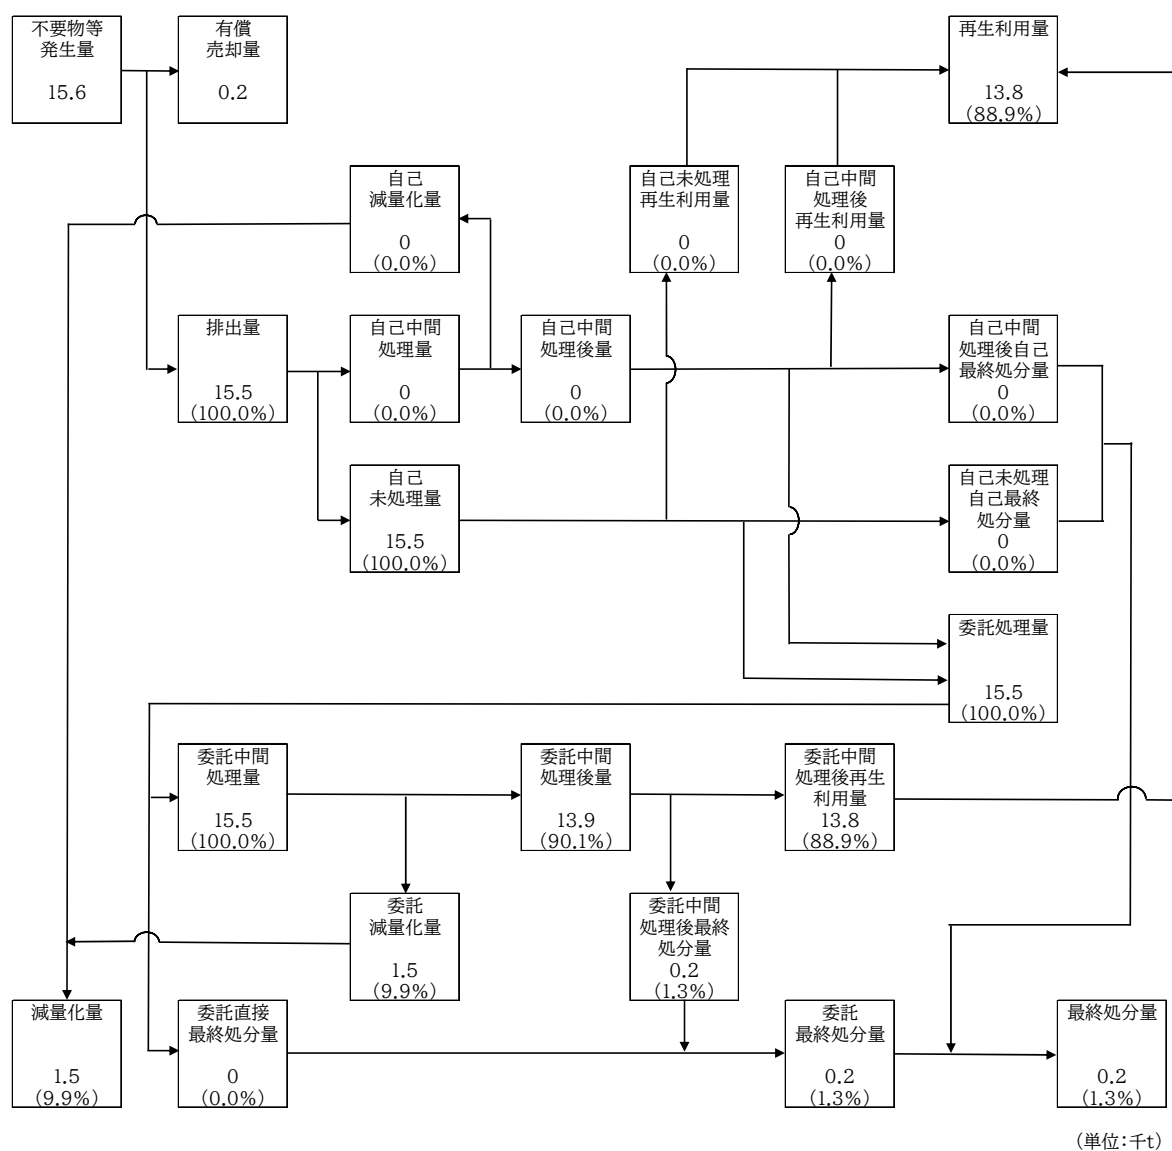 不要物等
発生量
15.6
有償
売却量
0.2
再生利用量
13.8
(88.9%)
自己
減量化量
0
(0.0%)
自己未処理
再生利用量
0
(0.0%)
自己中間
処理後
再生利用量
0
(0.0%)
排出量
15.5
(100.0%)
自己中間
処理量
0
(0.0%)
自己中間
処理後量
0
(0.0%)
自己中間
処理後自己
最終処分量
0
(0.0%)
自己
未処理量
15.5
(100.0%)
自己未処理
自己最終
処分量
0
(0.0%)
委託処理量
15.5
(100.0%)
委託中間
処理量
15.5
(100.0%)
委託中間
処理後量
13.9
(90.1%)
委託中間
処理後再生
利用量
13.8
(88.9%)
委託
減量化量
1.5
(9.9%)
委託中間
処理後最終
処分量
0.2
(1.3%)
減量化量
1.5
(9.9%)
委託直接
最終処分量
0
(0.0%)
委託
最終処分量
0.2
(1.3%)
最終処分量
0.2
(1.3%)
(単位:千t)